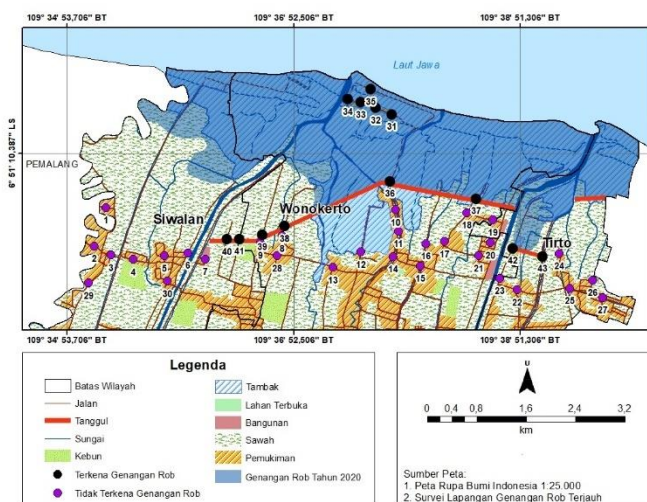 109° 34' 53,706" BT
109° 36' 52,506" BT
109° 38' 51,306" BT
Laut Jawa
6° 51' 10,387" LS
6° 51' 10,387" LS
PEMALANG
35
34 33 32 31
36
37
Wonokerto
Siwalan
Tirto
1
10
18
19
38
40 41 39
11
2
3
4
5
6
7
9
8
28
12
13
14
15
16
17
20
21
42
43
24
29
30
23
22
25
26
27
109° 34' 53,706" BT
109° 36' 52,506" BT
109° 38' 51,306" BT
Legenda
Batas Wilayah
Jalan
Tanggul
Sungai
Kebun
Terkena Genangan Rob
Tidak Terkena Genangan Rob
Tambak
Lahan Terbuka
Bangunan
Sawah
Pemukiman
Genangan Rob Tahun 2020
U
0 0,4 0,8 1,6 2,4 3,2
km
Sumber Peta:
1. Peta Rupa Bumi Indonesia 1:25.000
2. Survei Lapangan Genangan Rob Terjauh